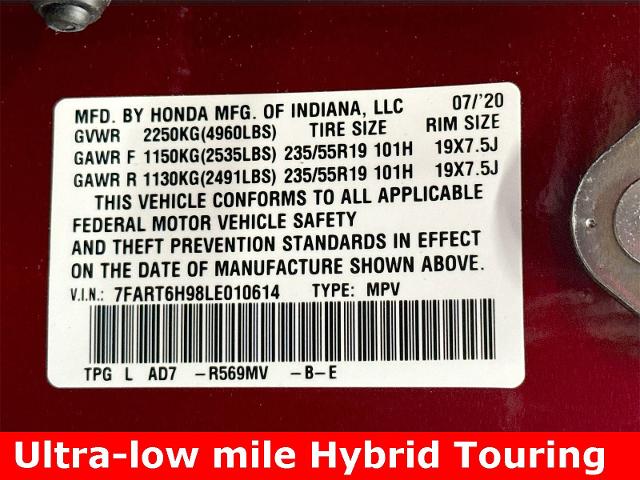 MFD. BY HONDA MFG. OF INDIANA, LLC 07/'20
GVWR 2250KG(4960LBS) TIRE SIZE RIM SIZE
GAWR F 1150KG(2535LBS) 235/55R19 101H 19X7.5J
GAWR R 1130KG(2491LBS) 235/55R19 101H 19X7.5J
THIS VEHICLE CONFORMS TO ALL APPLICABLE
FEDERAL MOTOR VEHICLE SAFETY
AND THEFT PREVENTION STANDARDS IN EFFECT
ON THE DATE OF MANUFACTURE SHOWN ABOVE.
V.I.N.: 7FART6H98LE010614 TYPE: MPV
TPG L AD7 -R569MV -B-E
Ultra-low mile Hybrid Touring